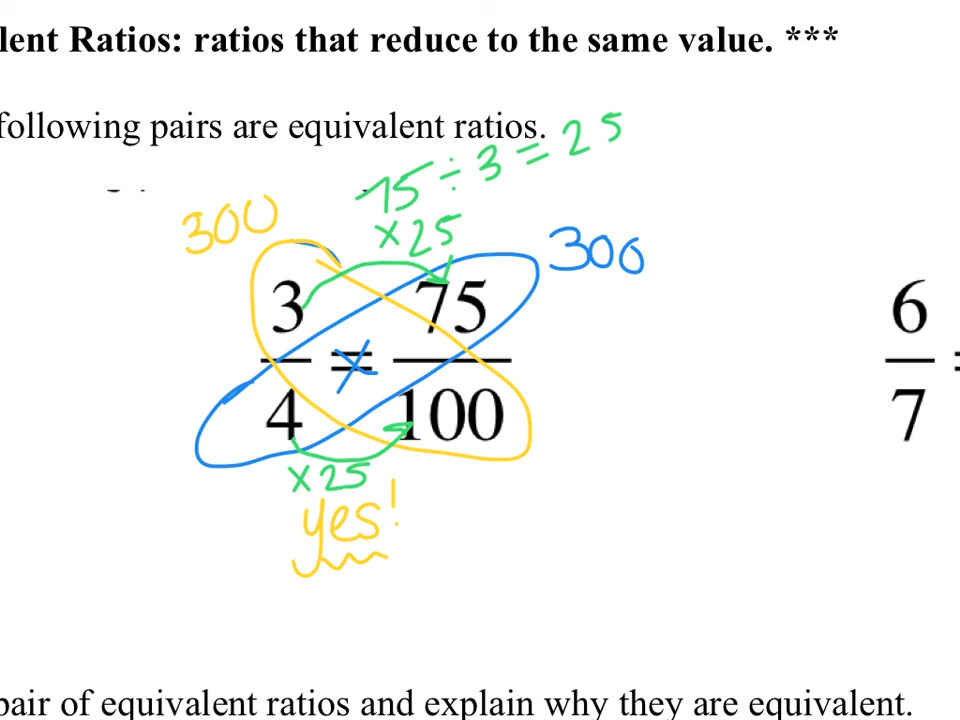 lent Ratios: ratios that reduce to the same value. ***
following pairs are equivalent ratios.
75 ÷ 3 = 25
300
×25
300
3 75 6
= × =
4 100 7
×25
yes!
pair of equivalent ratios and explain why they are equivalent.